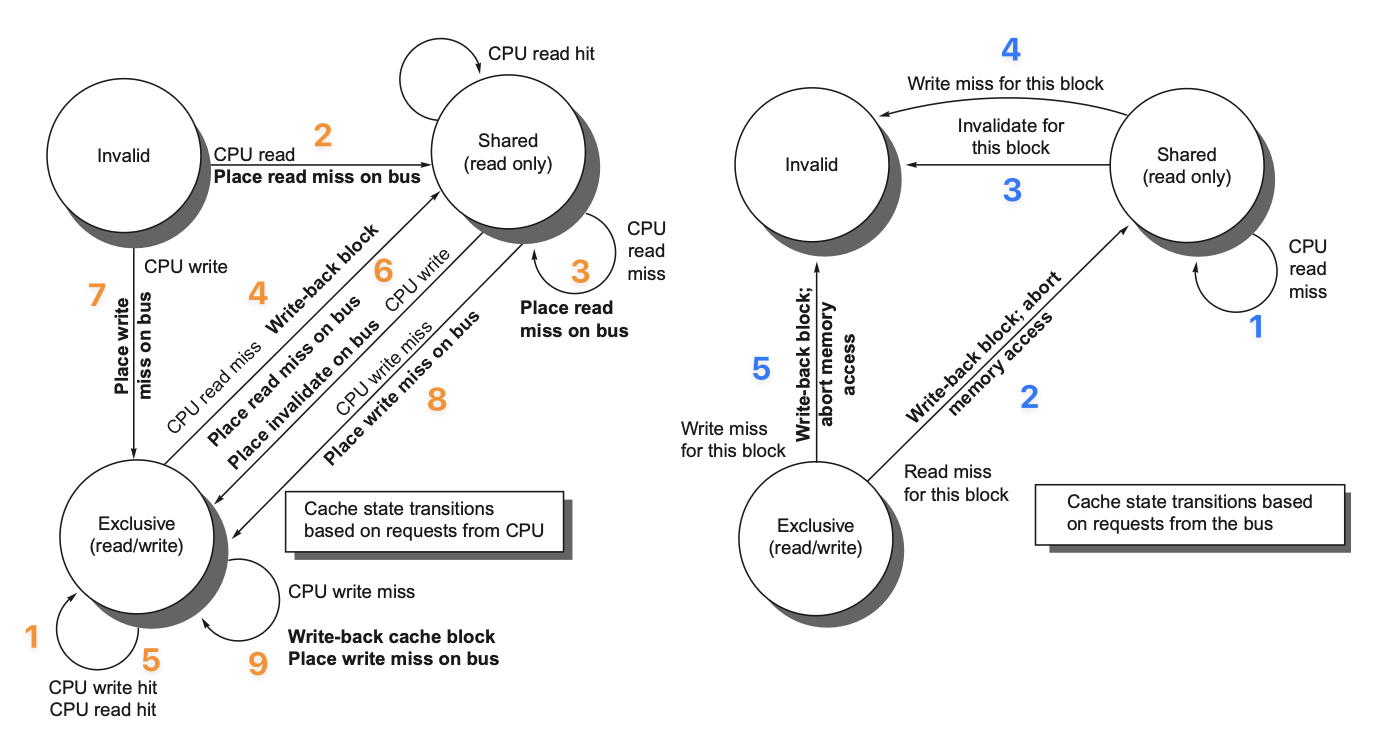 CPU read hit
Invalid
Shared
(read only)
2
CPU read
Place read miss on bus
CPU
read
miss
3
Place read
miss on bus
7
CPU write
Place write
miss on bus
4
CPU read miss
Write-back block
6
Place read miss on bus
CPU write
Place invalidate on bus
CPU write miss
Place write miss on bus
8
Exclusive
(read/write)
Cache state transitions
based on requests from CPU
CPU write miss
1
5
9
Write-back cache block
Place write miss on bus
CPU write hit
CPU read hit
4
Write miss for this block
Invalidate for
this block
3
Invalid
Shared
(read only)
CPU
read
miss
1
5
Write-back block;
abort memory
access
Write-back block; abort
memory access
2
Write miss
for this block
Read miss
for this block
Exclusive
(read/write)
Cache state transitions based
on requests from the bus